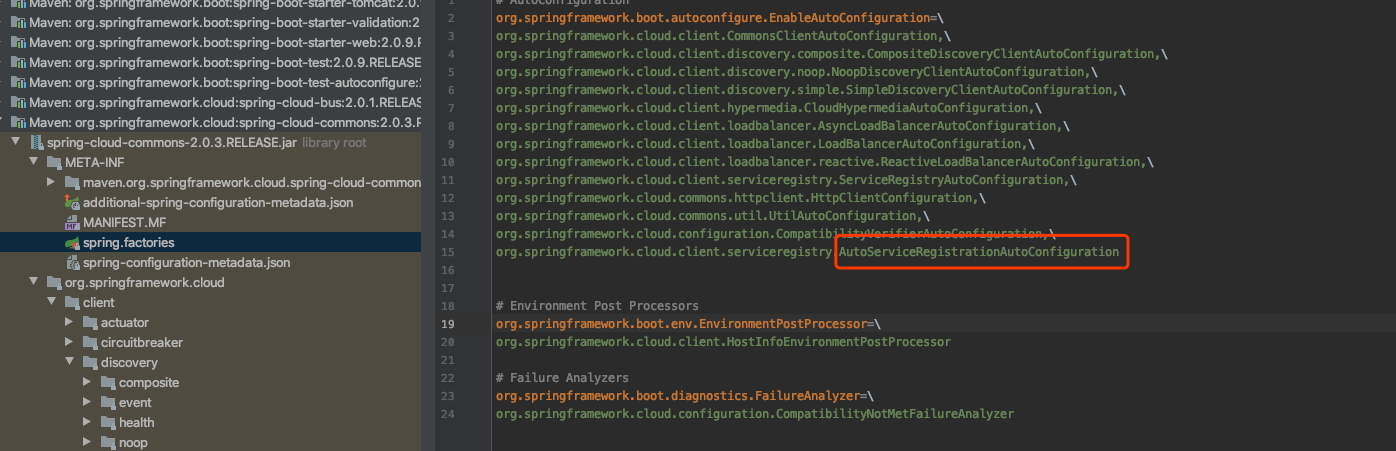 Maven: org.springframework.boot:spring-boot-starter-tomcat:2.0.
Maven: org.springframework.boot:spring-boot-starter-validation:2
Maven: org.springframework.boot:spring-boot-starter-web:2.0.9.R
Maven: org.springframework.boot:spring-boot-test:2.0.9.RELEASE
Maven: org.springframework.boot:spring-boot-test-autoconfigure:2
Maven: org.springframework.cloud:spring-cloud-bus:2.0.1.RELEAS
Maven: org.springframework.cloud:spring-cloud-commons:2.0.3.R
spring-cloud-commons-2.0.3.RELEASE.jar library root
META-INF
maven.org.springframework.cloud.spring-cloud-common
additional-spring-configuration-metadata.json
MANIFEST.MF
spring.factories
spring-configuration-metadata.json
org.springframework.cloud
client
actuator
circuitbreaker
discovery
composite
event
health
noop
1 # AutoConfiguration
2 org.springframework.boot.autoconfigure.EnableAutoConfiguration=\
3 org.springframework.cloud.client.CommonsClientAutoConfiguration,\
4 org.springframework.cloud.client.discovery.composite.CompositeDiscoveryClientAutoConfiguration,\
5 org.springframework.cloud.client.discovery.noop.NoopDiscoveryClientAutoConfiguration,\
6 org.springframework.cloud.client.discovery.simple.SimpleDiscoveryClientAutoConfiguration,\
7 org.springframework.cloud.client.hypermedia.CloudHypermediaAutoConfiguration,\
8 org.springframework.cloud.client.loadbalancer.AsyncLoadBalancerAutoConfiguration,\
9 org.springframework.cloud.client.loadbalancer.LoadBalancerAutoConfiguration,\
10 org.springframework.cloud.client.loadbalancer.reactive.ReactiveLoadBalancerAutoConfiguration,\
11 org.springframework.cloud.client.serviceregistry.ServiceRegistryAutoConfiguration,\
12 org.springframework.cloud.commons.httpclient.HttpClientConfiguration,\
13 org.springframework.cloud.commons.util.UtilAutoConfiguration,\
14 org.springframework.cloud.configuration.CompatibilityVerifierAutoConfiguration,\
15 org.springframework.cloud.client.serviceregistry.AutoServiceRegistrationAutoConfiguration
16
17
18 # Environment Post Processors
19 org.springframework.boot.env.EnvironmentPostProcessor=\
20 org.springframework.cloud.client.HostInfoEnvironmentPostProcessor
21
22 # Failure Analyzers
23 org.springframework.boot.diagnostics.FailureAnalyzer=\
24 org.springframework.cloud.configuration.CompatibilityNotMetFailureAnalyzer